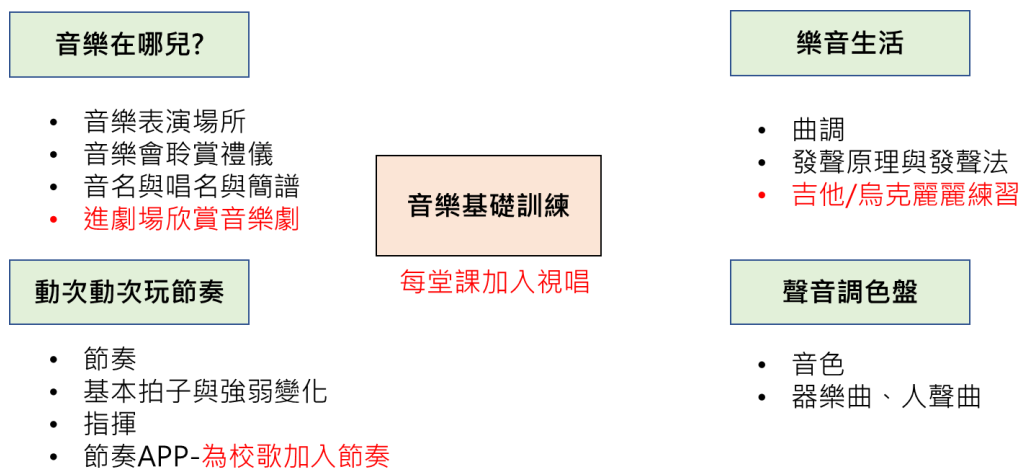 音樂在哪兒?
• 音樂表演場所
• 音樂會聆賞禮儀
• 音名與唱名與簡譜
• 進劇場欣賞音樂劇
動次動次玩節奏
• 節奏
• 基本拍子與強弱變化
• 指揮
• 節奏APP-為校歌加入節奏
音樂基礎訓練
每堂課加入視唱
樂音生活
• 曲調
• 發聲原理與發聲法
• 吉他/烏克麗麗練習
聲音調色盤
• 音色
• 器樂曲、人聲曲